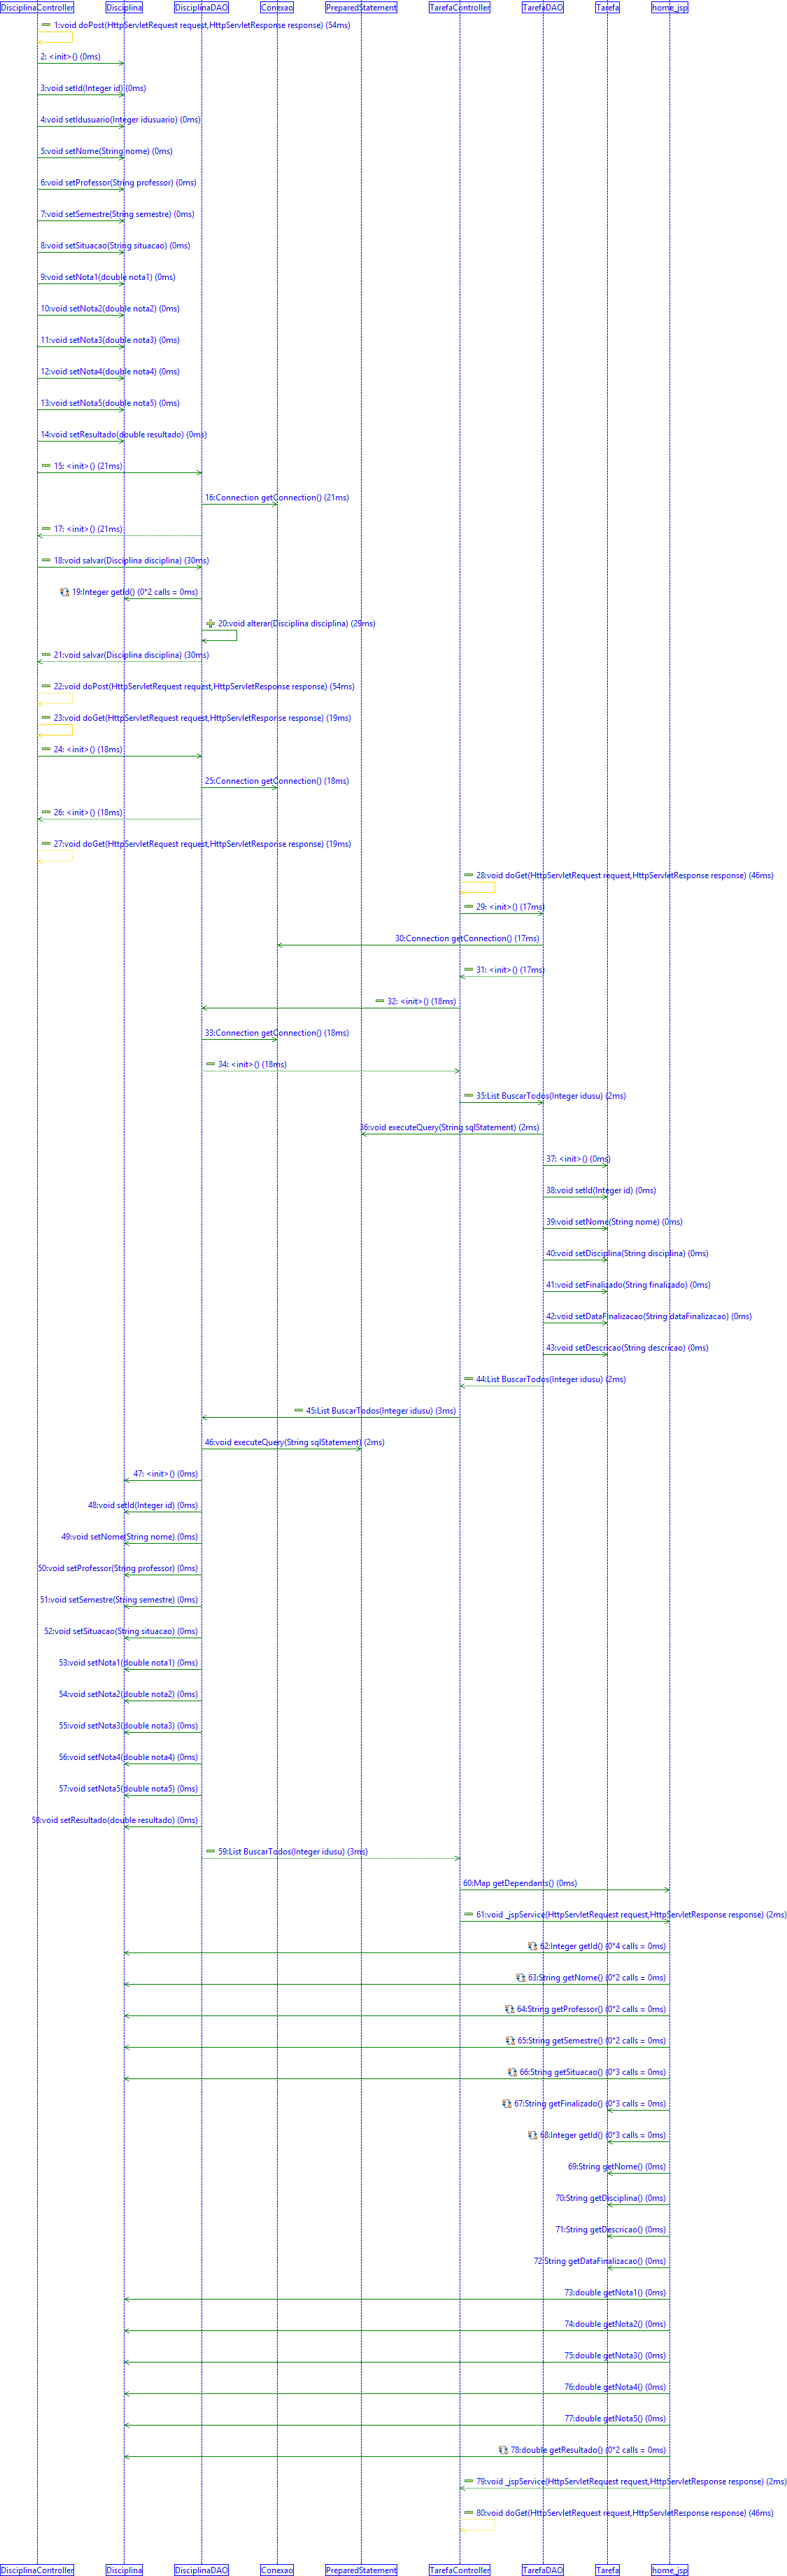 DisciplinaController Disciplina DisciplinaDAO Conexao PreparedStatement TarefaController TarefaDAO Tarefa home_jsp
1:void doPost(HttpServletRequest request,HttpServletResponse response) (54ms)
2: <init>() (0ms)
3:void setId(Integer id) (0ms)
4:void setIdusuario(Integer idusuario) (0ms)
5:void setNome(String nome) (0ms)
6:void setProfessor(String professor) (0ms)
7:void setSemestre(String semestre) (0ms)
8:void setSituacao(String situacao) (0ms)
9:void setNota1(double nota1) (0ms)
10:void setNota2(double nota2) (0ms)
11:void setNota3(double nota3) (0ms)
12:void setNota4(double nota4) (0ms)
13:void setNota5(double nota5) (0ms)
14:void setResultado(double resultado) (0ms)
15: <init>() (21ms)
16:Connection getConnection() (21ms)
17: <init>() (21ms)
18:void salvar(Disciplina disciplina) (30ms)
19:Integer getId() (0*2 calls = 0ms)
20:void alterar(Disciplina disciplina) (29ms)
21:void salvar(Disciplina disciplina) (30ms)
22:void doPost(HttpServletRequest request,HttpServletResponse response) (54ms)
23:void doGet(HttpServletRequest request,HttpServletResponse response) (19ms)
24: <init>() (18ms)
25:Connection getConnection() (18ms)
26: <init>() (18ms)
27:void doGet(HttpServletRequest request,HttpServletResponse response) (19ms)
28:void doGet(HttpServletRequest request,HttpServletResponse response) (46ms)
29: <init>() (17ms)
30:Connection getConnection() (17ms)
31: <init>() (17ms)
32: <init>() (18ms)
33:Connection getConnection() (18ms)
34: <init>() (18ms)
35:List BuscarTodos(Integer idusu) (2ms)
36:void executeQuery(String sqlStatement) (2ms)
37: <init>() (0ms)
38:void setId(Integer id) (0ms)
39:void setNome(String nome) (0ms)
40:void setDisciplina(String disciplina) (0ms)
41:void setFinalizado(String finalizado) (0ms)
42:void setDataFinalizacao(String dataFinalizacao) (0ms)
43:void setDescricao(String descricao) (0ms)
44:List BuscarTodos(Integer idusu) (2ms)
45:List BuscarTodos(Integer idusu) (3ms)
46:void executeQuery(String sqlStatement) (2ms)
47: <init>() (0ms)
48:void setId(Integer id) (0ms)
49:void setNome(String nome) (0ms)
50:void setProfessor(String professor) (0ms)
51:void setSemestre(String semestre) (0ms)
52:void setSituacao(String situacao) (0ms)
53:void setNota1(double nota1) (0ms)
54:void setNota2(double nota2) (0ms)
55:void setNota3(double nota3) (0ms)
56:void setNota4(double nota4) (0ms)
57:void setNota5(double nota5) (0ms)
58:void setResultado(double resultado) (0ms)
59:List BuscarTodos(Integer idusu) (3ms)
60:Map getDependants() (0ms)
61:void _jspService(HttpServletRequest request,HttpServletResponse response) (2ms)
62:Integer getId() (0*4 calls = 0ms)
63:String getNome() (0*2 calls = 0ms)
64:String getProfessor() (0*2 calls = 0ms)
65:String getSemestre() (0*2 calls = 0ms)
66:String getSituacao() (0*3 calls = 0ms)
67:String getFinalizado() (0*3 calls = 0ms)
68:Integer getId() (0*3 calls = 0ms)
69:String getNome() (0ms)
70:String getDisciplina() (0ms)
71:String getDescricao() (0ms)
72:String getDataFinalizacao() (0ms)
73:double getNota1() (0ms)
74:double getNota2() (0ms)
75:double getNota3() (0ms)
76:double getNota4() (0ms)
77:double getNota5() (0ms)
78:double getResultado() (0*2 calls = 0ms)
79:void _jspService(HttpServletRequest request,HttpServletResponse response) (2ms)
80:void doGet(HttpServletRequest request,HttpServletResponse response) (46ms)
DisciplinaController Disciplina DisciplinaDAO Conexao PreparedStatement TarefaController TarefaDAO Tarefa home_jsp